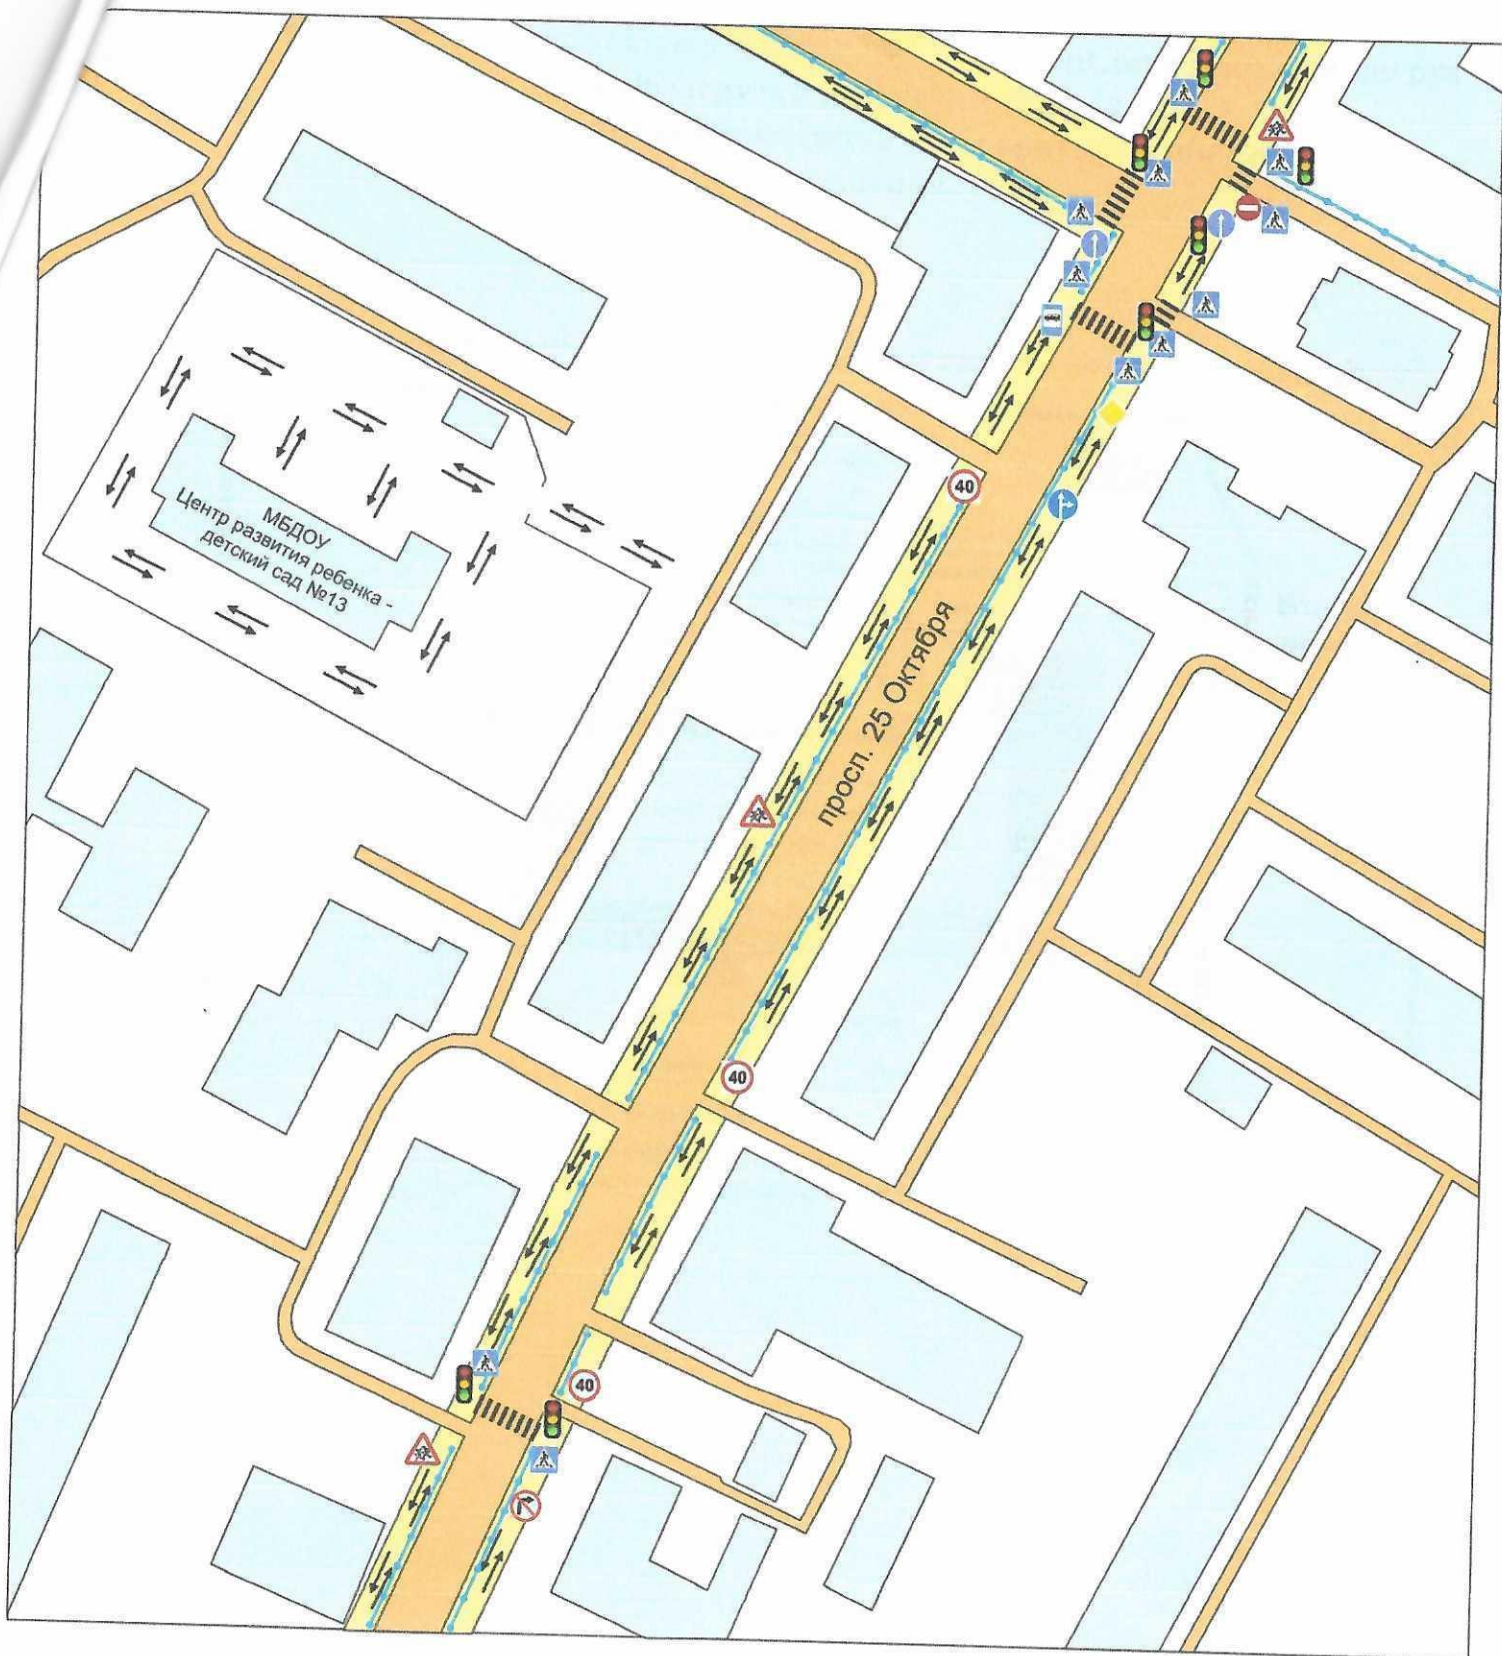 МБДОУ
Центр развития ребенка -
детский сад №13
40
просп. 25 Октября
40
40